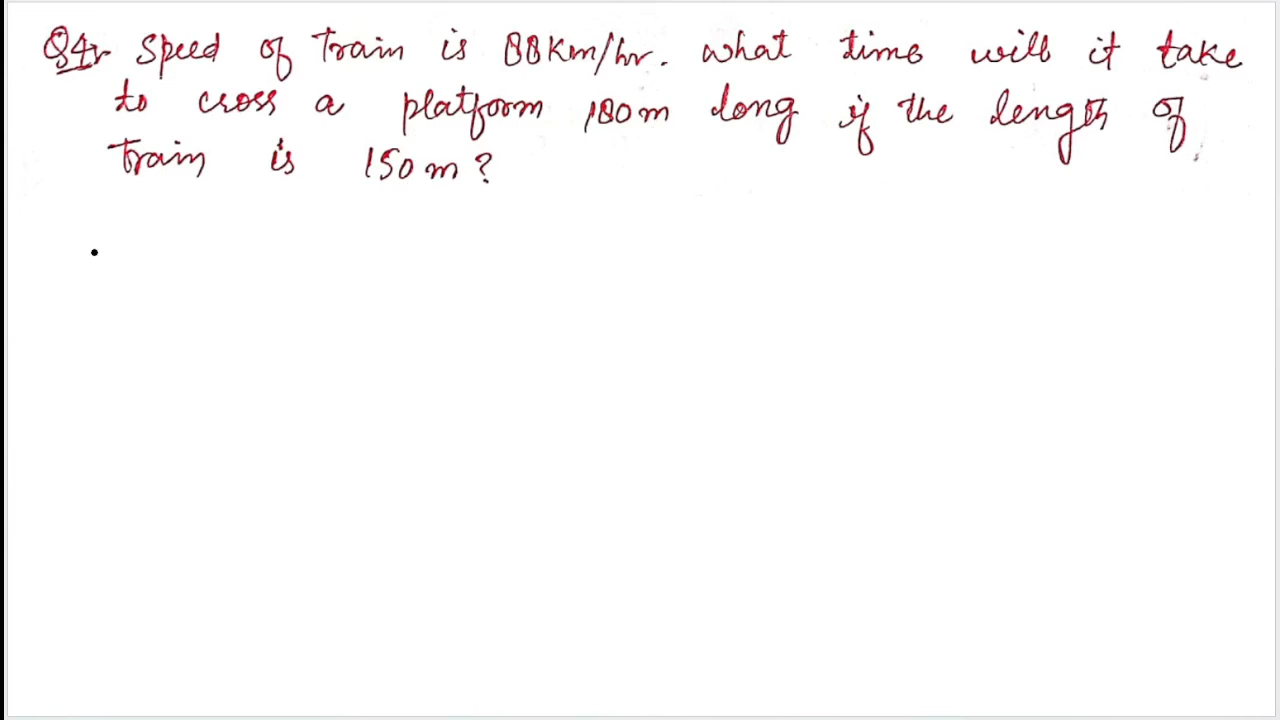 Q4:- Speed of Train is 88Km/hr. what time will it take
to cross a platform 180m long if the length of
Train is 150m?